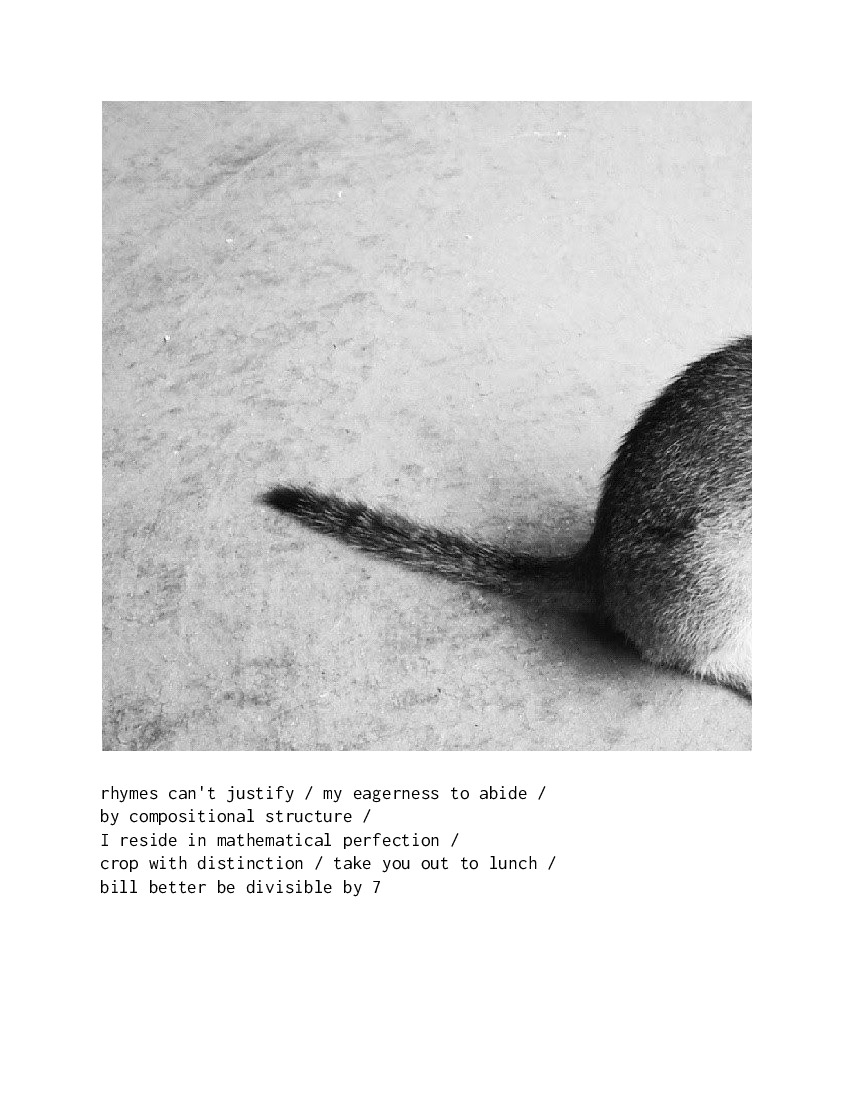 rhymes can't justify / my eagerness to abide /
by compositional structure /
I reside in mathematical perfection /
crop with distinction / take you out to lunch /
bill better be divisible by 7